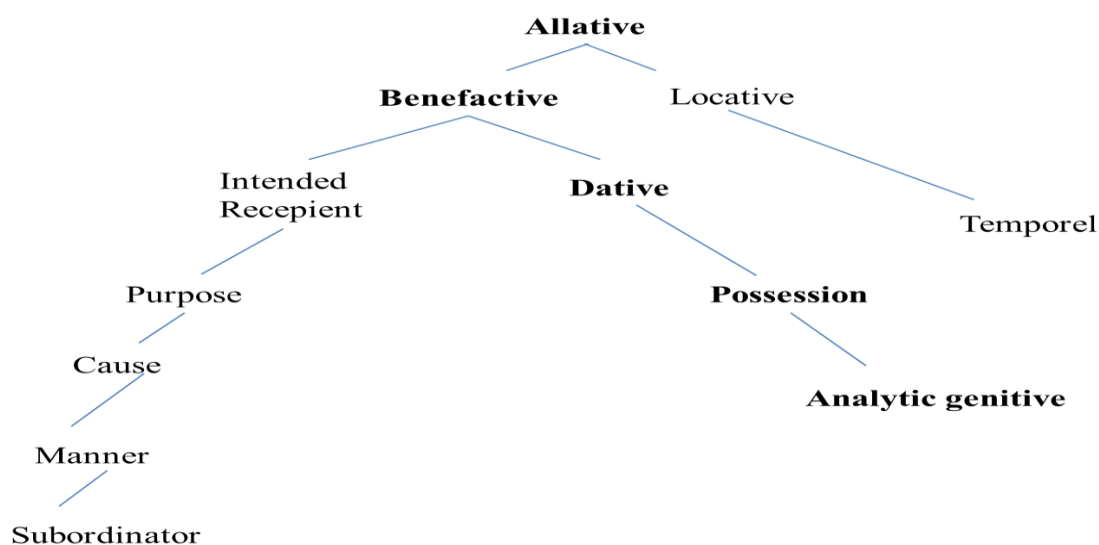 Allative
Benefactive
Locative
Intended
Recepient
Dative
Temporel
Purpose
Possession
Cause
Analytic genitive
Manner
Subordinator